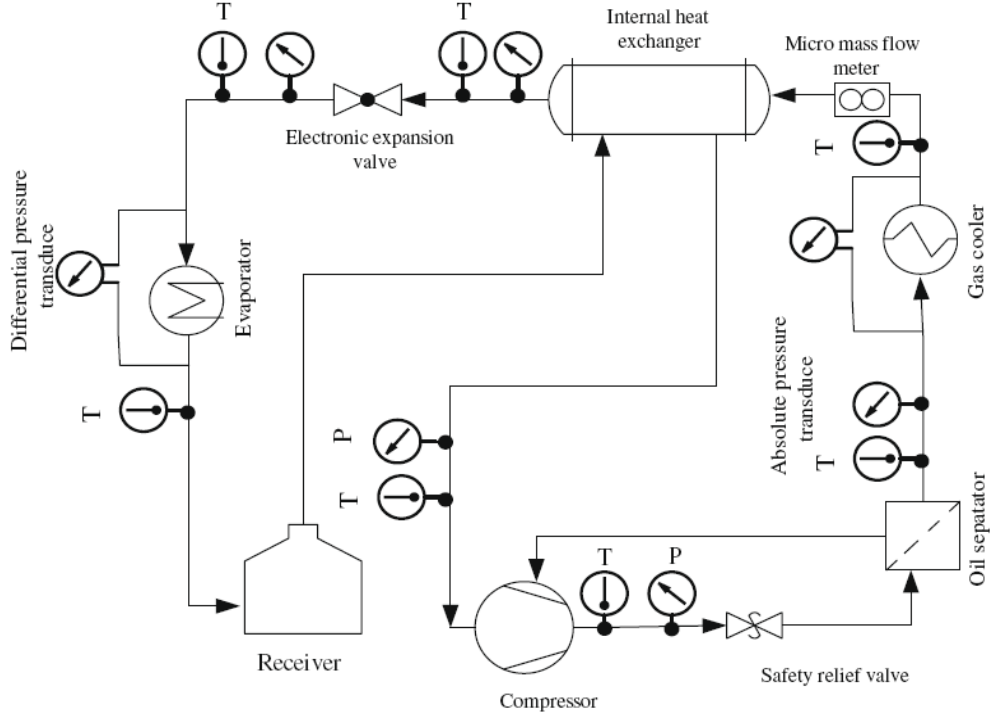 T
T
Internal heat
exchanger
Micro mass flow
meter
Electronic expansion
valve
T
Differential pressure
transduce
Evaporator
Gas cooler
T
P
T
Absolute pressure
transduce
T
T
P
Oil sepatator
Receiver
Compressor
Safety relief valve